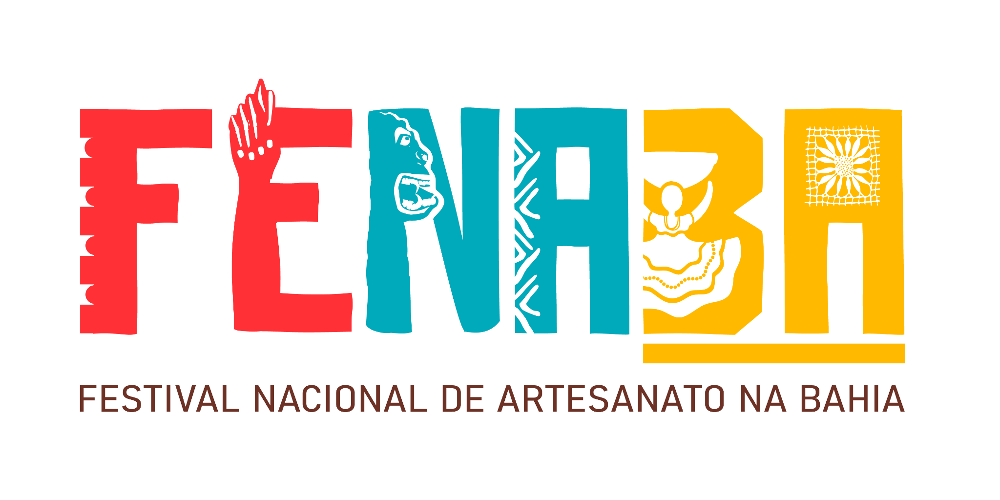 FENABA
FESTIVAL NACIONAL DE ARTESANATO NA BAHIA